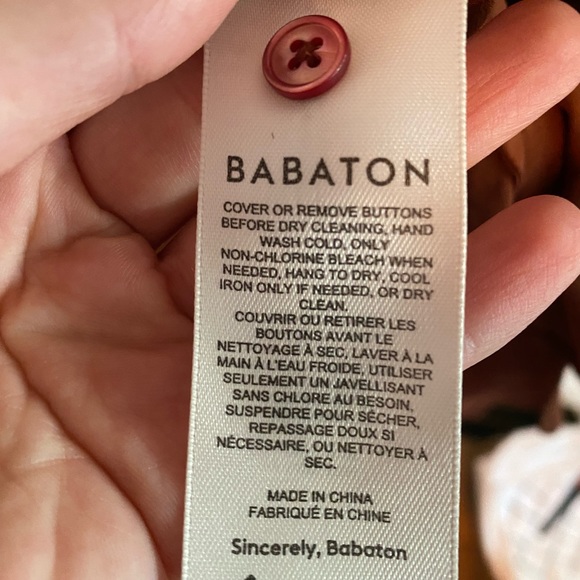 BABATON
COVER OR REMOVE BUTTONS
BEFORE DRY CLEANING, HAND
WASH COLD, ONLY
NON-CHLORINE BLEACH WHEN
NEEDED, HANG TO DRY, COOL
IRON ONLY IF NEEDED, OR DRY
CLEAN.
COUVRIR OU RETIRER LES
BOUTONS AVANT LE
NETTOYAGE À SEC, LAVER À LA
MAIN À L'EAU FROIDE, UTILISER
SEULEMENT UN JAVELLISANT
SANS CHLORE AU BESOIN,
SUSPENDRE POUR SÉCHER,
REPASSAGE DOUX SI
NÉCESSAIRE, OU NETTOYER À
SEC.
MADE IN CHINA
FABRIQUÉ EN CHINE
Sincerely, Babaton